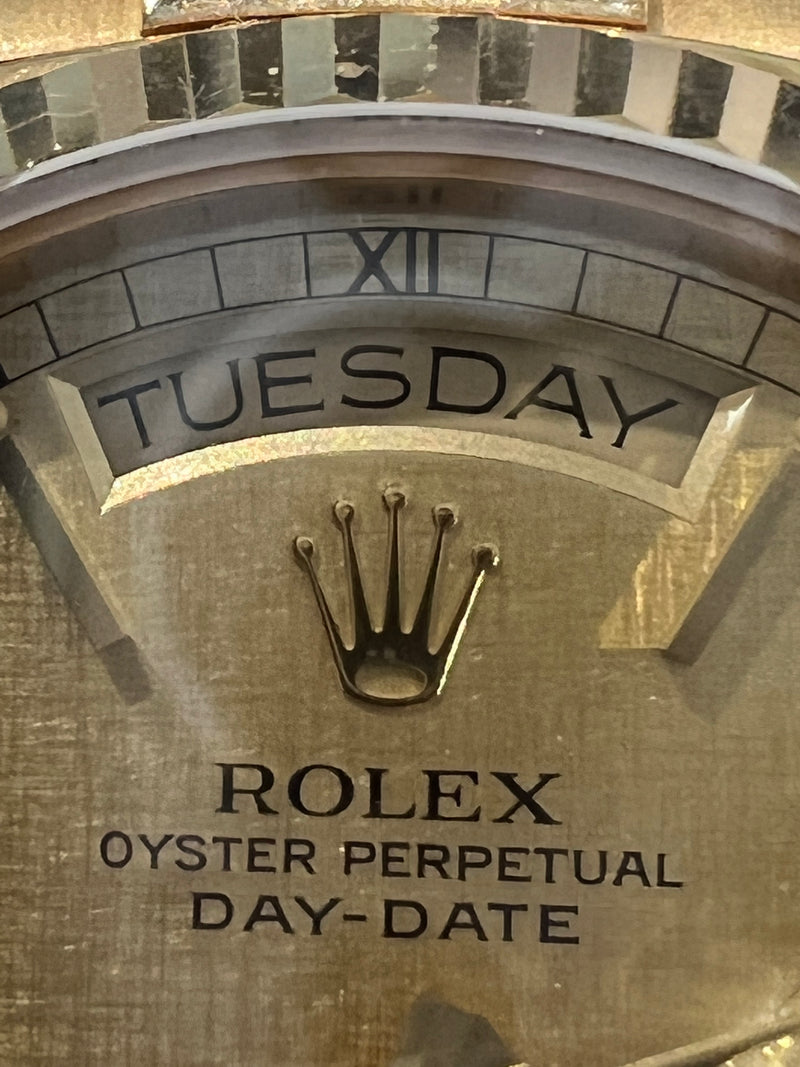 XII
TUESDAY
ROLEX
OYSTER PERPETUAL
DAY-DATE